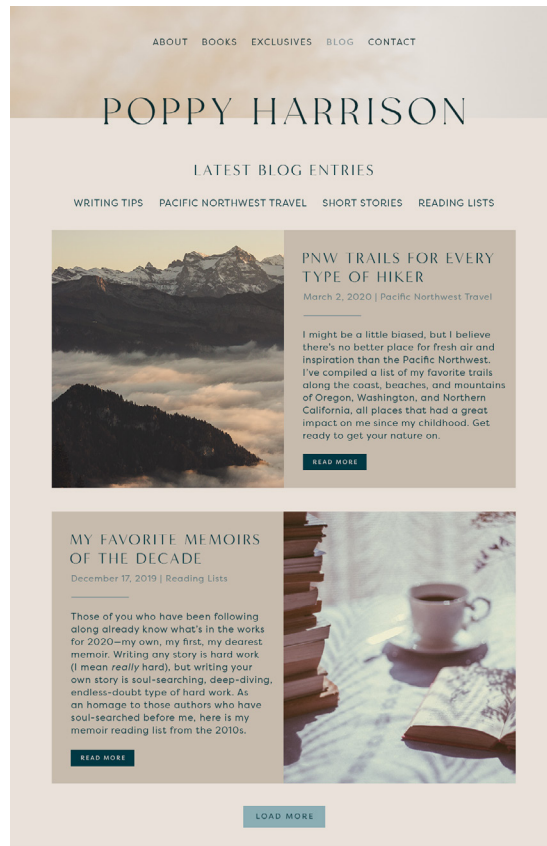 ABOUT BOOKS EXCLUSIVES BLOG CONTACT
POPPY HARRISON
LATEST BLOG ENTRIES
WRITING TIPS PACIFIC NORTHWEST TRAVEL SHORT STORIES READING LISTS
PNW TRAILS FOR EVERY
TYPE OF HIKER
March 2, 2020 | Pacific Northwest Travel
I might be a little biased, but I believe
there's no better place for fresh air and
inspiration than the Pacific Northwest.
I've compiled a list of my favorite trails
along the coast, beaches, and mountains
of Oregon, Washington, and Northern
California, all places that had a great
impact on me since my childhood. Get
ready to get your nature on.
READ MORE
MY FAVORITE MEMOIRS
OF THE DECADE
December 17, 2019 | Reading Lists
Those of you who have been following
along already know what's in the works
for 2020—my own, my first, my dearest
memoir. Writing any story is hard work
(I mean really hard), but writing your
own story is soul-searching, deep-diving,
endless-doubt type of hard work. As
an homage to those authors who have
soul-searched before me, here is my
memoir reading list from the 2010s.
READ MORE
LOAD MORE